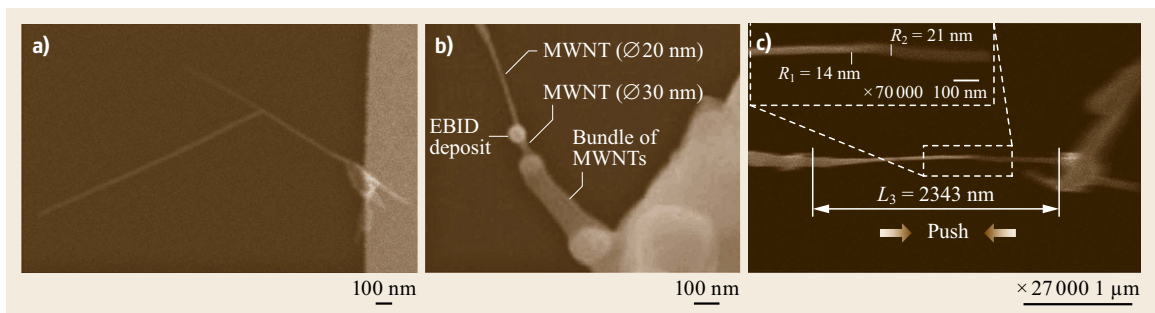 a)
100 nm
b)
MWNT (∅20 nm)
MWNT (∅30 nm)
EBID
deposit
Bundle of
MWNTs
100 nm
c)
R₂ = 21 nm
R₁ = 14 nm
×70 000 100 nm
L₃ = 2343 nm
Push
× 27 000 1 µm